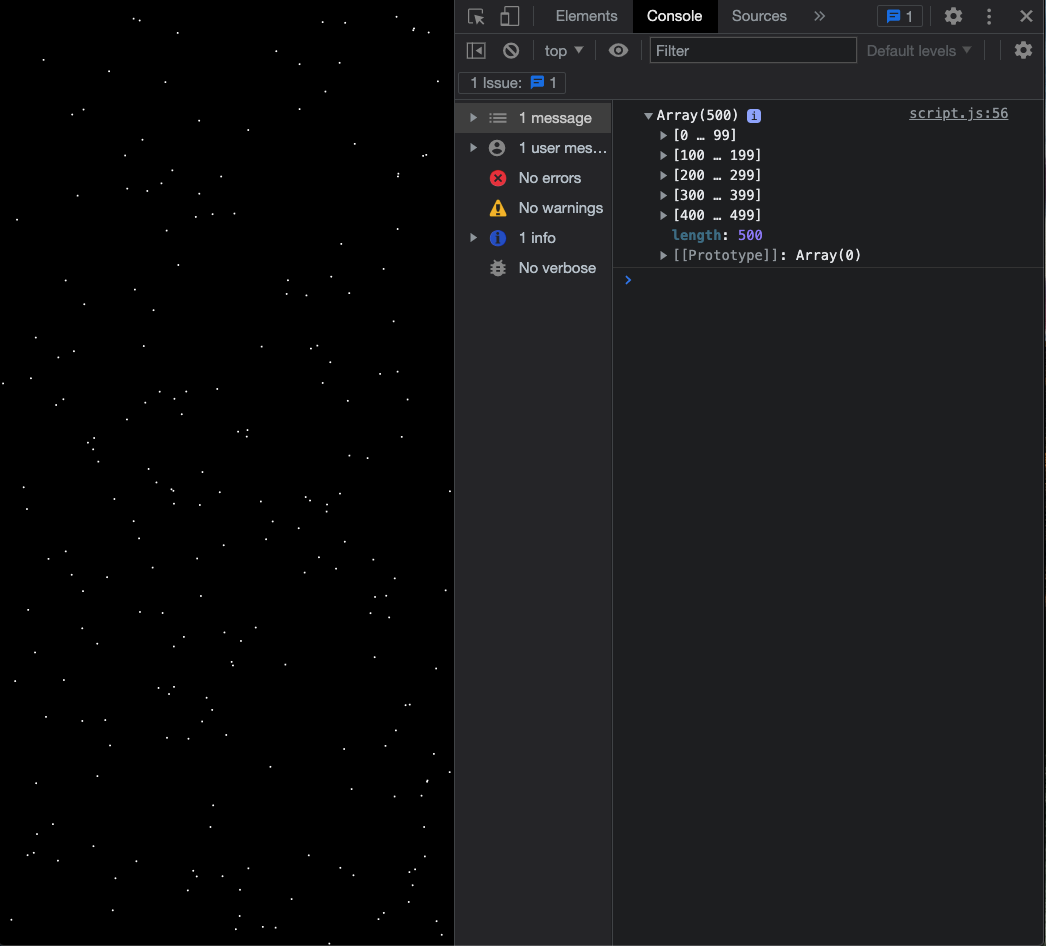 Elements Console Sources 1
top Filter Default levels
1 Issue: 1
1 message
1 user mes…
No errors
No warnings
1 info
No verbose
Array(500) i script.js:56
[0 … 99]
[100 … 199]
[200 … 299]
[300 … 399]
[400 … 499]
length: 500
[[Prototype]]: Array(0)